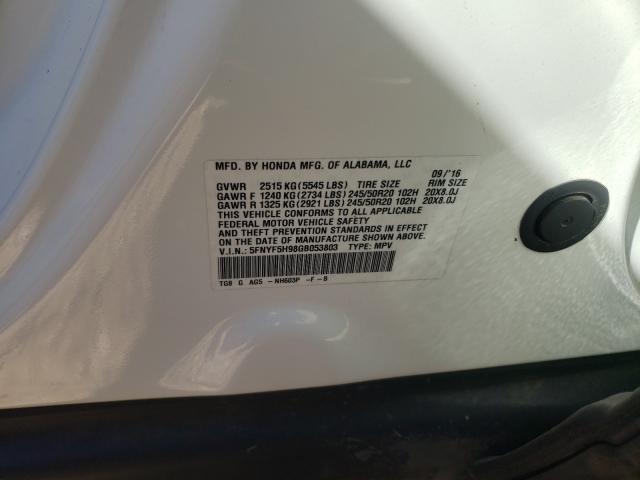 MFD. BY HONDA MFG. OF ALABAMA, LLC 09/'16
GVWR 2515 KG (5545 LBS) TIRE SIZE RIM SIZE
GAWR F 1240 KG (2734 LBS) 245/50R20 102H 20X8.0J
GAWR R 1325 KG (2921 LBS) 245/50R20 102H 20X8.0J
THIS VEHICLE CONFORMS TO ALL APPLICABLE
FEDERAL MOTOR VEHICLE SAFETY
AND THEFT PREVENTION STANDARDS IN EFFECT
ON THE DATE OF MANUFACTURE SHOWN ABOVE.
V.I.N.: 5FNYF5H98GB053803 TYPE: MPV
TG8 G AG5 -NH603P -F -B